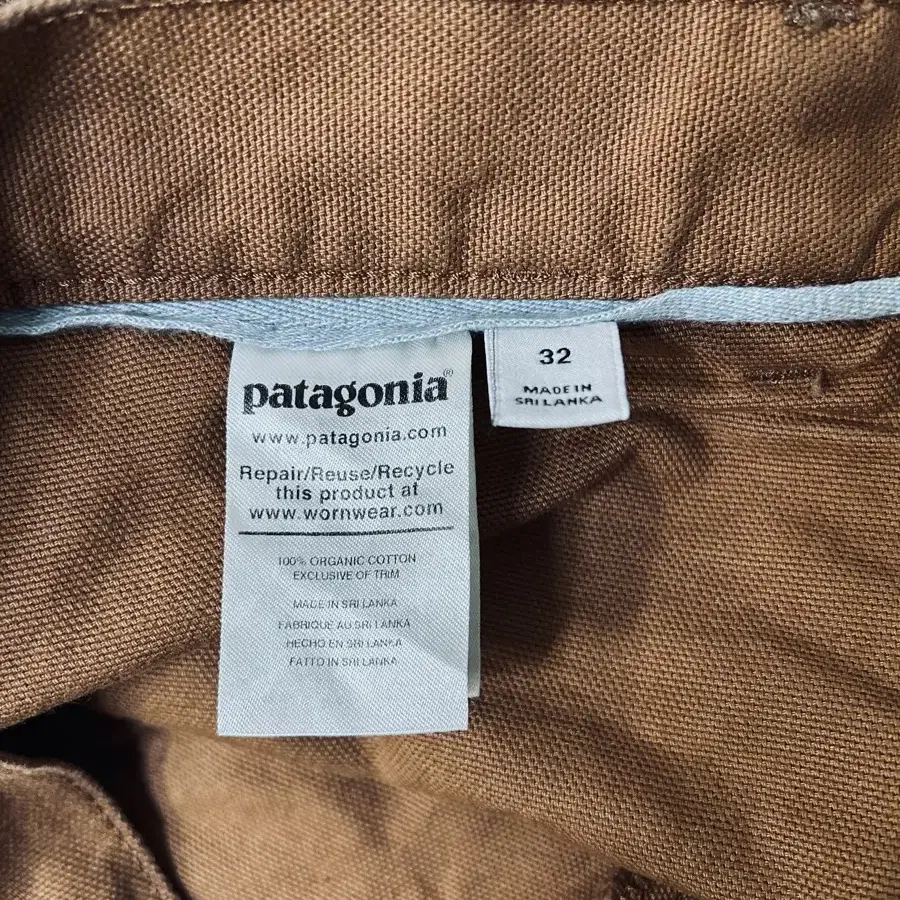 patagonia®
www.patagonia.com
Repair/Reuse/Recycle
this product at
www.wornwear.com
100% ORGANIC COTTON
EXCLUSIVE OF TRIM
MADE IN SRI LANKA
FABRIQUE AU SRI LANKA
HECHO EN SRI LANKA
FATTO IN SRI LANKA
32
MADE IN
SRI LANKA